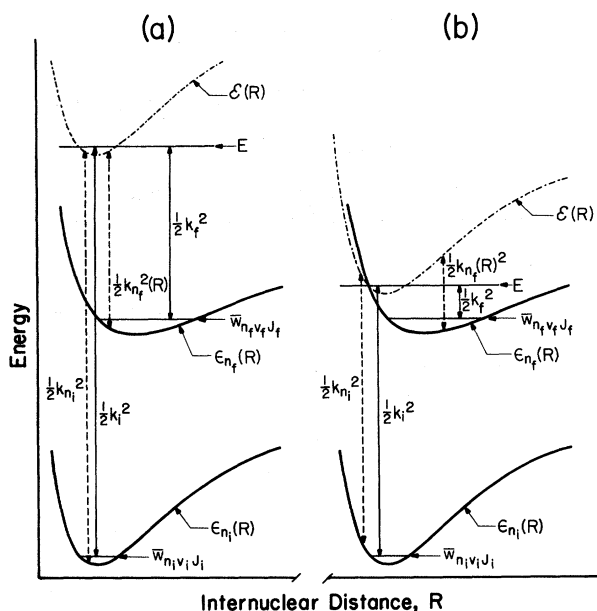 (a)
(b)
Energy
ℰ(R)
E
½k_f²
½k_{n_f}²(R)
W̅_{n_f v_f J_f}
ϵ_{n_f}(R)
½k_{n_i}²
½k_i²
ϵ_{n_i}(R)
W̅_{n_i v_i J_i}
ℰ(R)
½k_{n_f}(R)²
E
½k_f²
W̅_{n_f v_f J_f}
ϵ_{n_f}(R)
½k_{n_i}²
½k_i²
ϵ_{n_i}(R)
W̅_{n_i v_i J_i}
Internuclear Distance, R